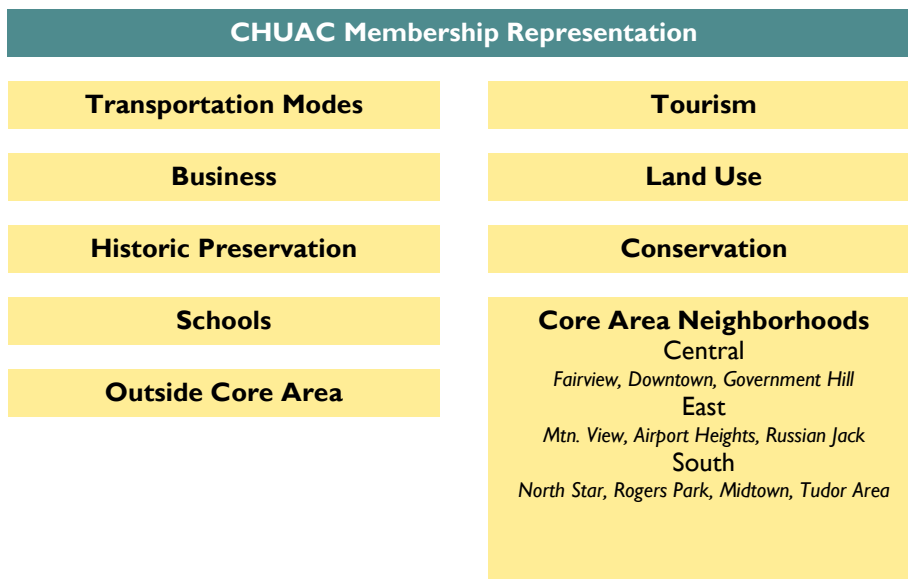 CHUAC Membership Representation
Transportation Modes
Business
Historic Preservation
Schools
Outside Core Area
Tourism
Land Use
Conservation
Core Area Neighborhoods
Central
Fairview, Downtown, Government Hill
East
Mtn. View, Airport Heights, Russian Jack
South
North Star, Rogers Park, Midtown, Tudor Area